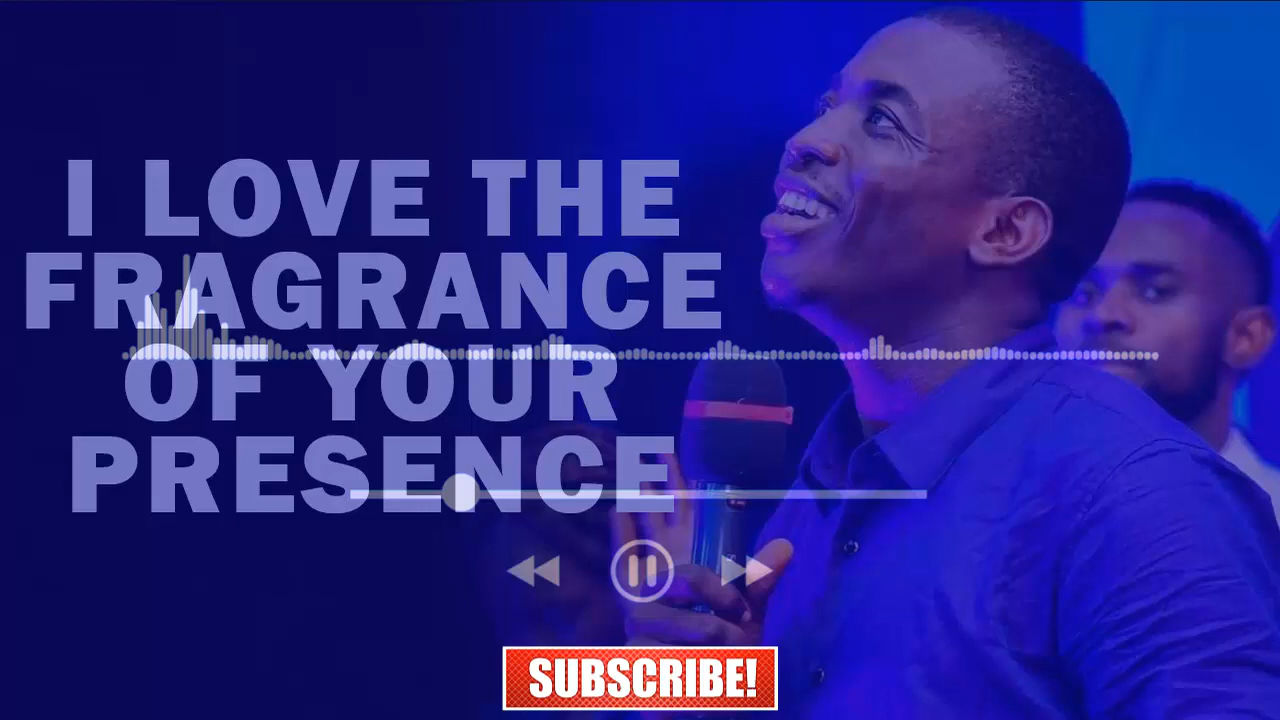 I LOVE THE
FRAGRANCE
OF YOUR
PRESENCE
SUBSCRIBE!